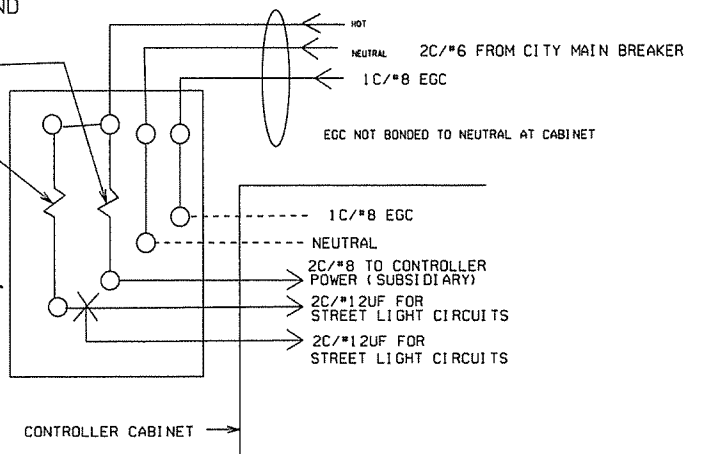 ND
HOT
NEUTRAL 2C/#6 FROM CITY MAIN BREAKER
1C/#8 EGC
EGC NOT BONDED TO NEUTRAL AT CABINET
1C/#8 EGC
NEUTRAL
2C/#8 TO CONTROLLER
POWER (SUBSIDIARY)
2C/#12UF FOR
STREET LIGHT CIRCUITS
2C/#12UF FOR
STREET LIGHT CIRCUITS
CONTROLLER CABINET